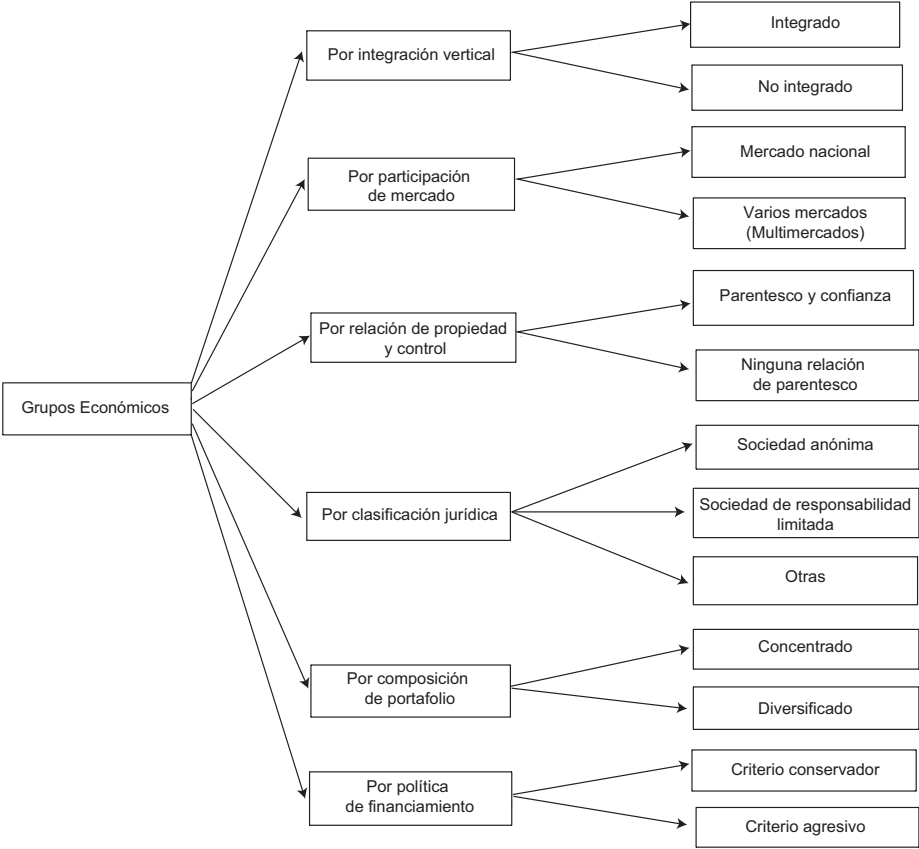 Grupos Económicos
Por integración vertical
Integrado
No integrado
Por participación
de mercado
Mercado nacional
Varios mercados
(Multimercados)
Por relación de propiedad
y control
Parentesco y confianza
Ninguna relación
de parentesco
Por clasificación jurídica
Sociedad anónima
Sociedad de responsabilidad
limitada
Otras
Por composición
de portafolio
Concentrado
Diversificado
Por política
de financiamiento
Criterio conservador
Criterio agresivo